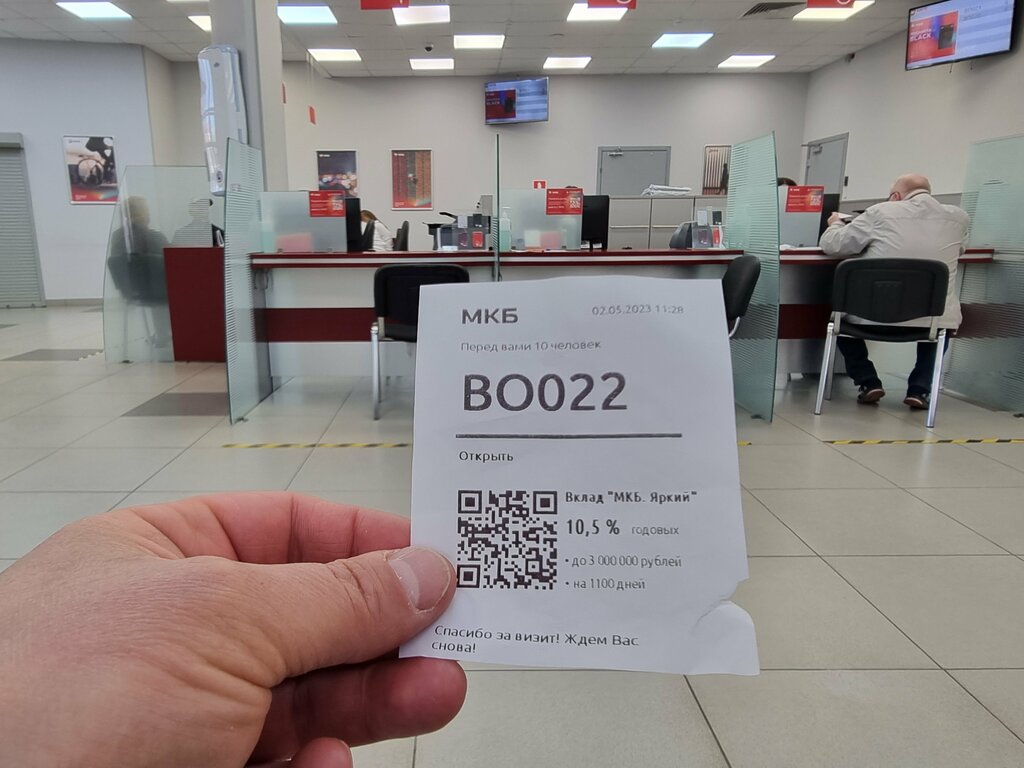 МКБ
02.05.2023 11:28
Перед вами 10 человек
ВО022
Открыть
Вклад "МКБ. Яркий"
10,5 % годовых
• до 3 000 000 рублей
• на 1100 дней
Спасибо за визит! Ждем Вас
снова!